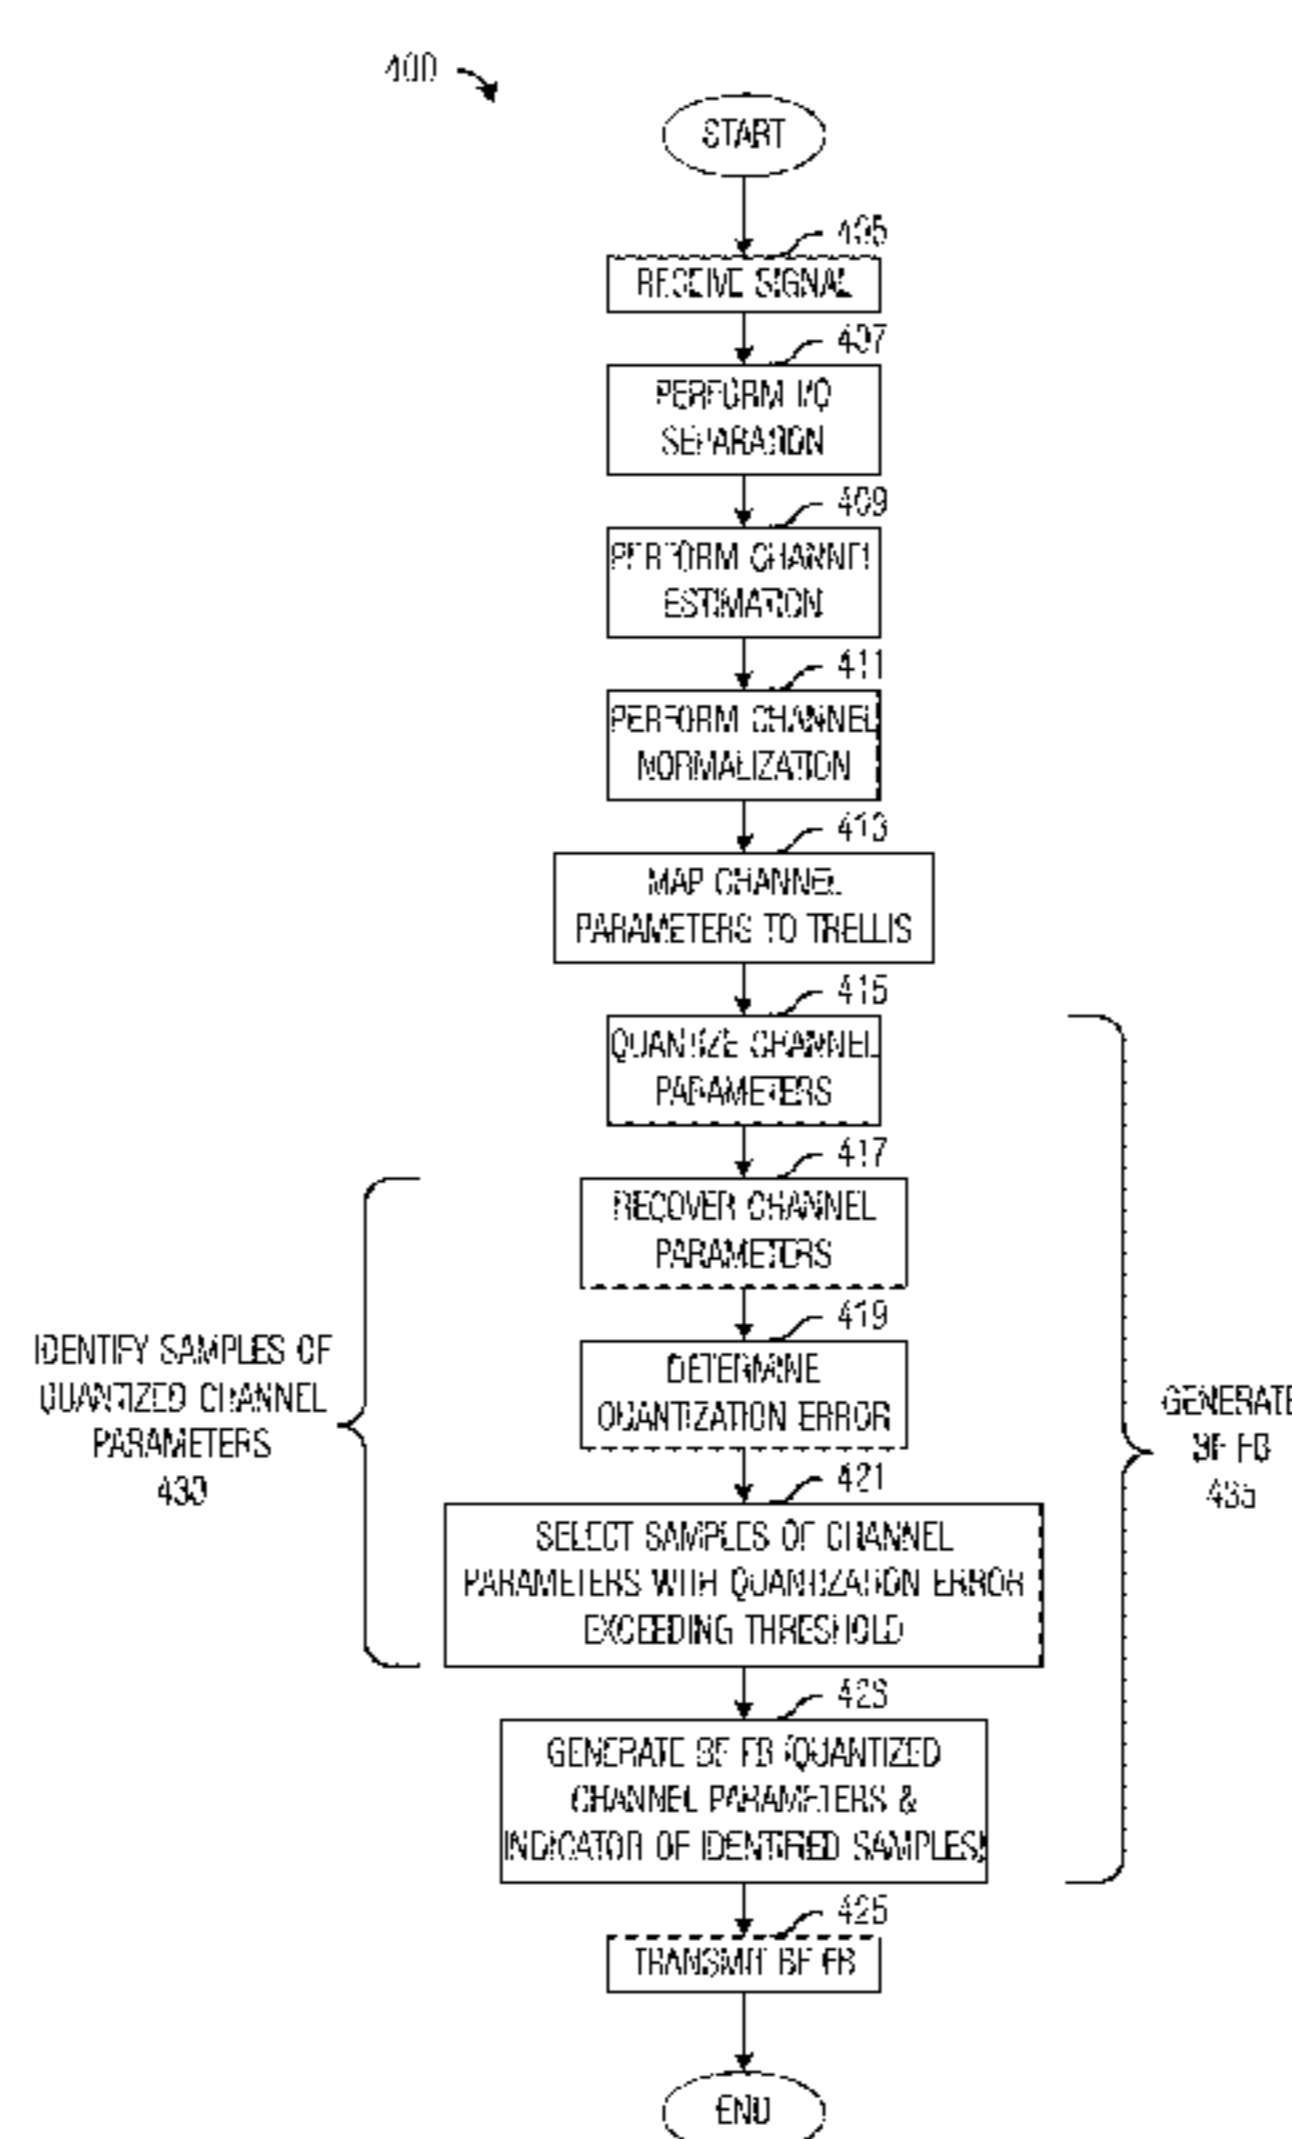 400
START
405
RECEIVE SIGNAL
407
PERFORM I/Q
SEPARATION
409
PERFORM CHANNEL
ESTIMATION
411
PERFORM CHANNEL
NORMALIZATION
413
MAP CHANNEL
PARAMETERS TO TRELLIS
415
QUANTIZE CHANNEL
PARAMETERS
417
RECOVER CHANNEL
PARAMETERS
419
DETERMINE
QUANTIZATION ERROR
421
SELECT SAMPLES OF CHANNEL
PARAMETERS WITH QUANTIZATION ERROR
EXCEEDING THRESHOLD
IDENTIFY SAMPLES OF
QUANTIZED CHANNEL
PARAMETERS
430
GENERATE
BF FB
435
423
GENERATE BF FB (QUANTIZED
CHANNEL PARAMETERS &
INDICATOR OF IDENTIFIED SAMPLES)
425
TRANSMIT BF FB
END